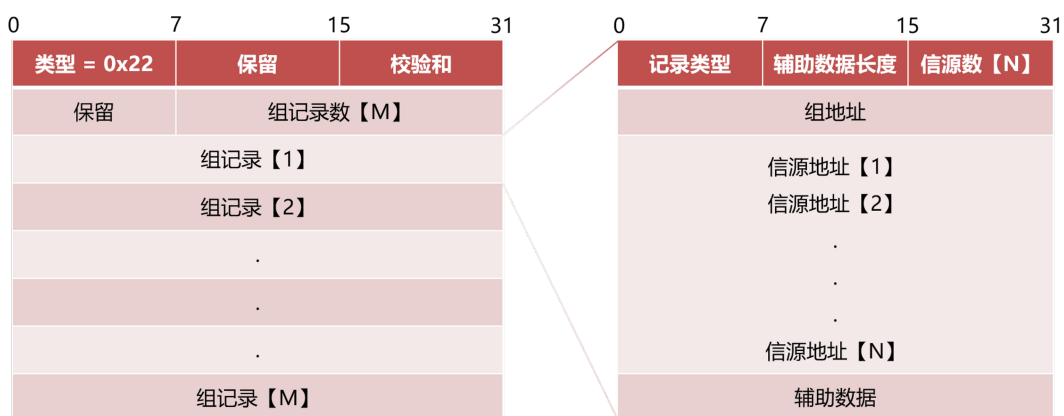 0 7 15 31
类型 = 0x22 保留 校验和
保留 组记录数【M】
组记录【1】
组记录【2】
.
.
.
组记录【M】
0 7 15 31
记录类型 辅助数据长度 信源数【N】
组地址
信源地址【1】
信源地址【2】
.
.
.
信源地址【N】
辅助数据